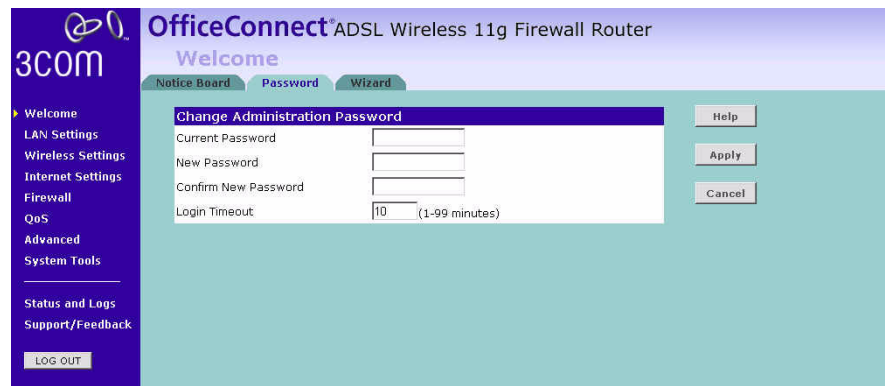 3COM
OfficeConnect® ADSL Wireless 11g Firewall Router
Welcome
Notice Board Password Wizard
Welcome
LAN Settings
Wireless Settings
Internet Settings
Firewall
QoS
Advanced
System Tools
Status and Logs
Support/Feedback
LOG OUT
Change Administration Password
Current Password
New Password
Confirm New Password
Login Timeout 10 (1-99 minutes)
Help
Apply
Cancel